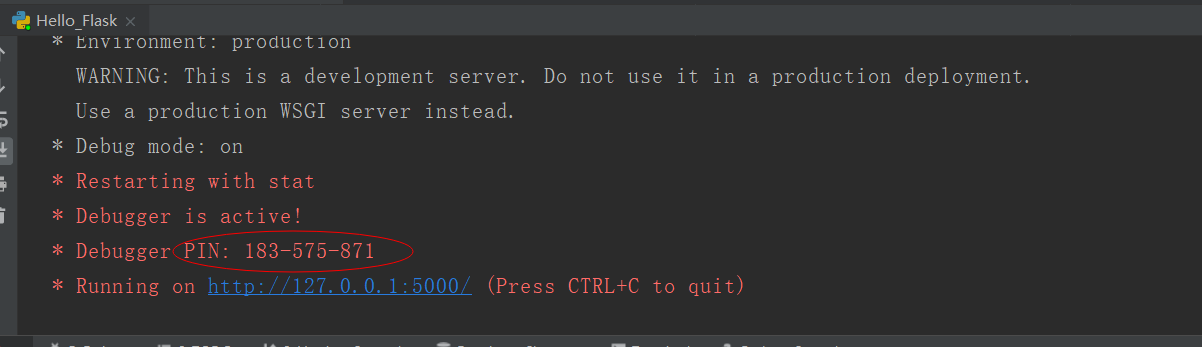 Hello_Flask
* Environment: production
WARNING: This is a development server. Do not use it in a production deployment.
Use a production WSGI server instead.
* Debug mode: on
* Restarting with stat
* Debugger is active!
* Debugger PIN: 183-575-871
* Running on http://127.0.0.1:5000/ (Press CTRL+C to quit)